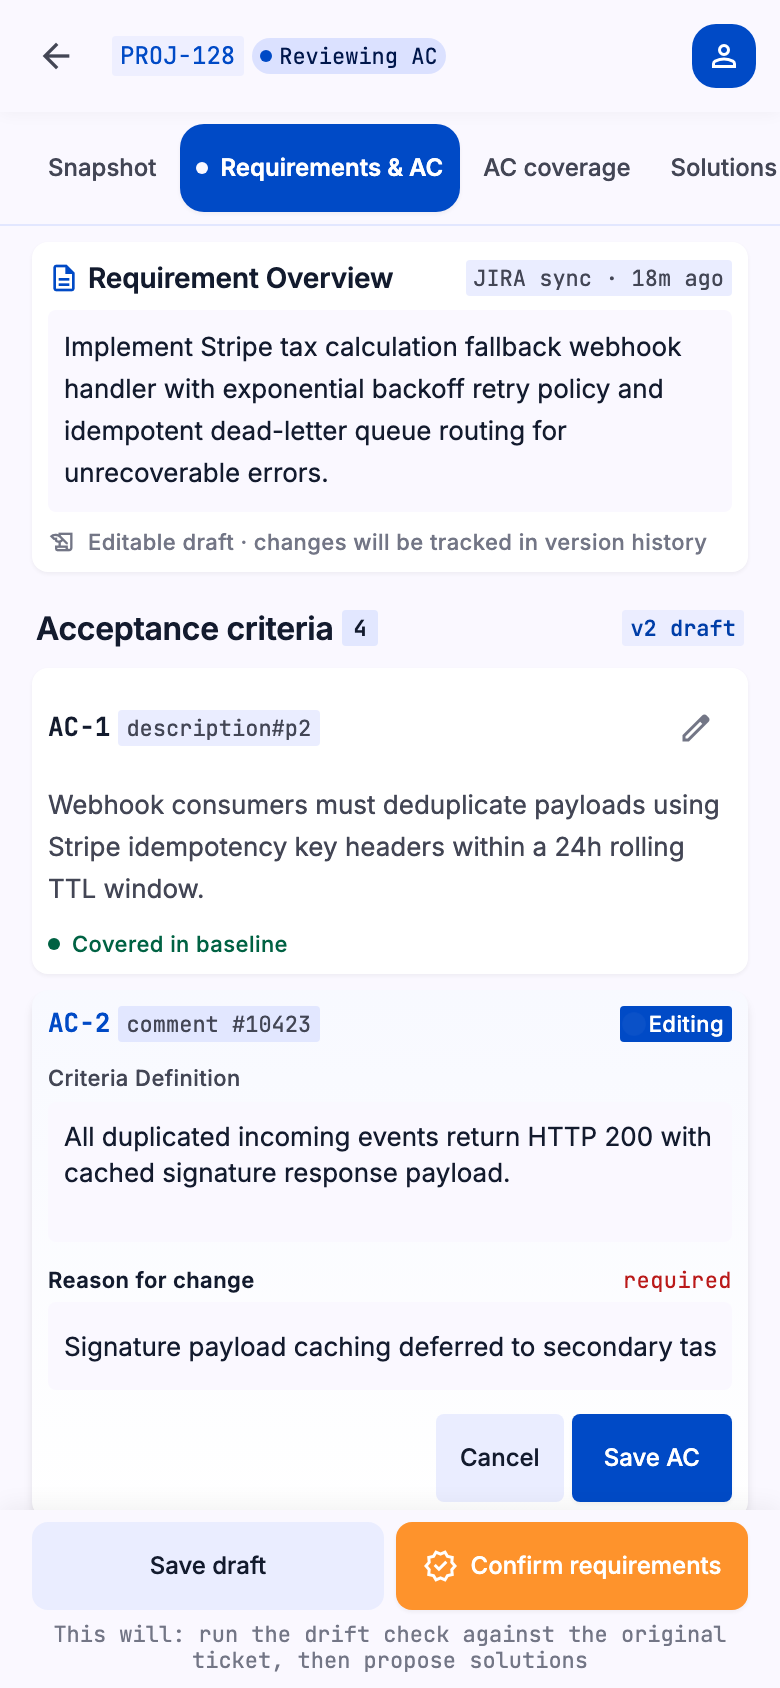 PROJ-128
Reviewing AC
Snapshot
Requirements & AC
AC coverage
Solutions
Requirement Overview
JIRA sync · 18m ago
Implement Stripe tax calculation fallback webhook
handler with exponential backoff retry policy and
idempotent dead-letter queue routing for
unrecoverable errors.
Editable draft · changes will be tracked in version history
Acceptance criteria 4
v2 draft
AC-1 description#p2
Webhook consumers must deduplicate payloads using
Stripe idempotency key headers within a 24h rolling
TTL window.
Covered in baseline
AC-2 comment #10423
Editing
Criteria Definition
All duplicated incoming events return HTTP 200 with
cached signature response payload.
Reason for change
required
Signature payload caching deferred to secondary tas
Cancel
Save AC
Save draft
Confirm requirements
This will: run the drift check against the original
ticket, then propose solutions